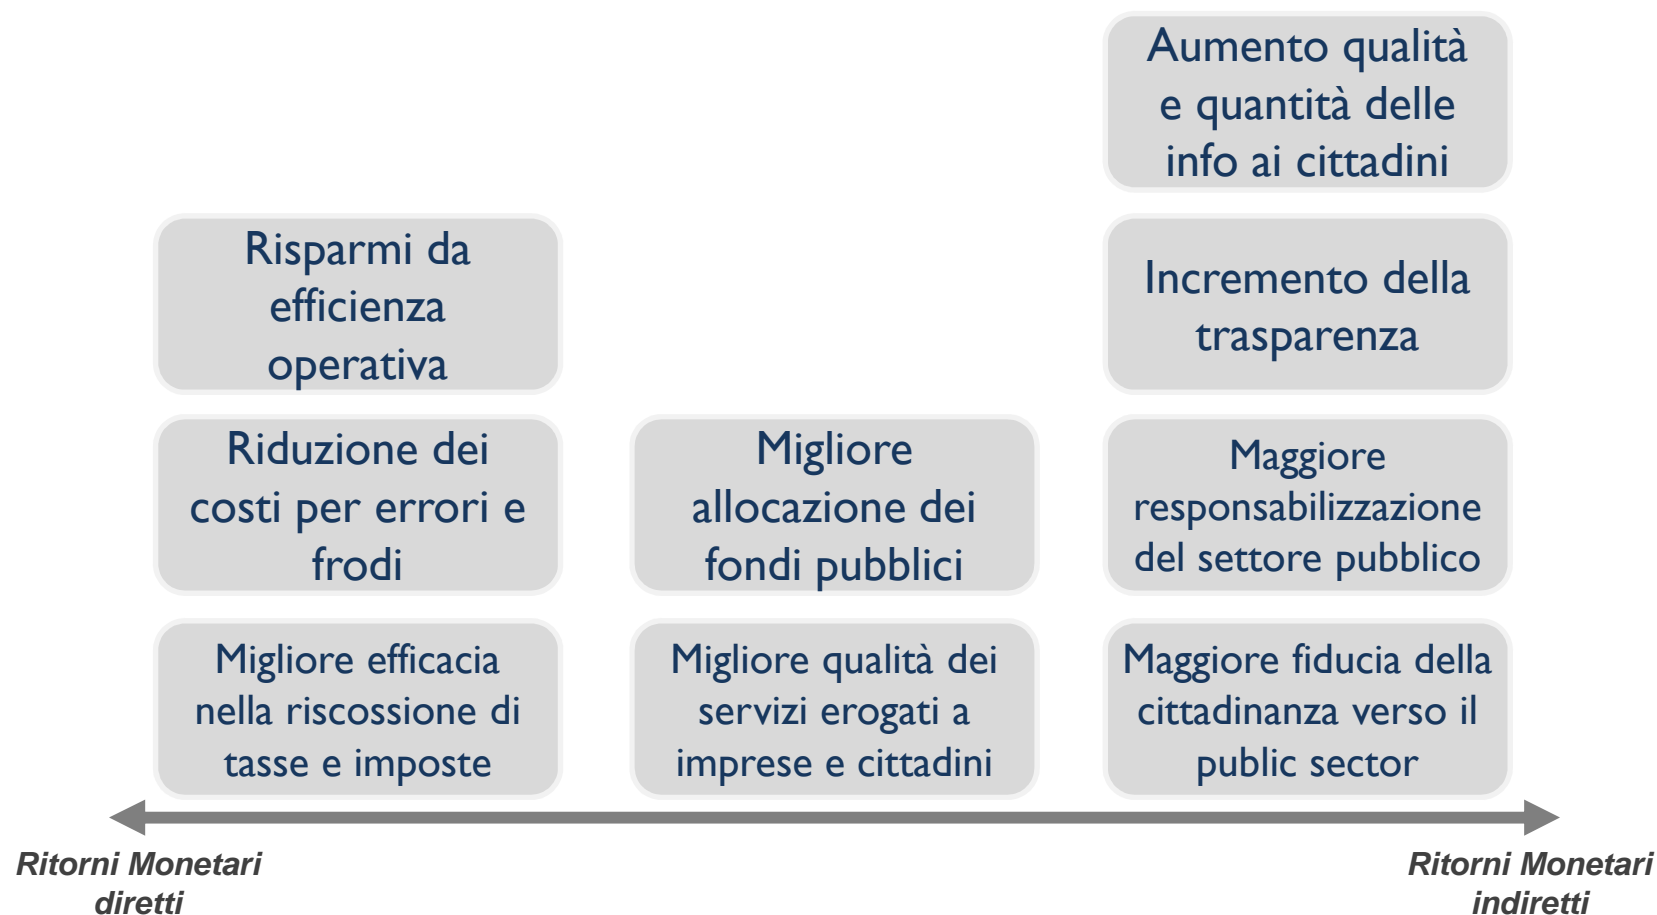 Aumento qualità
e quantità delle
info ai cittadini
Risparmi da
efficienza
operativa
Incremento della
trasparenza
Riduzione dei
costi per errori e
frodi
Migliore
allocazione dei
fondi pubblici
Maggiore
responsabilizzazione
del settore pubblico
Migliore efficacia
nella riscossione di
tasse e imposte
Migliore qualità dei
servizi erogati a
imprese e cittadini
Maggiore fiducia della
cittadinanza verso il
public sector
Ritorni Monetari
diretti
Ritorni Monetari
indiretti